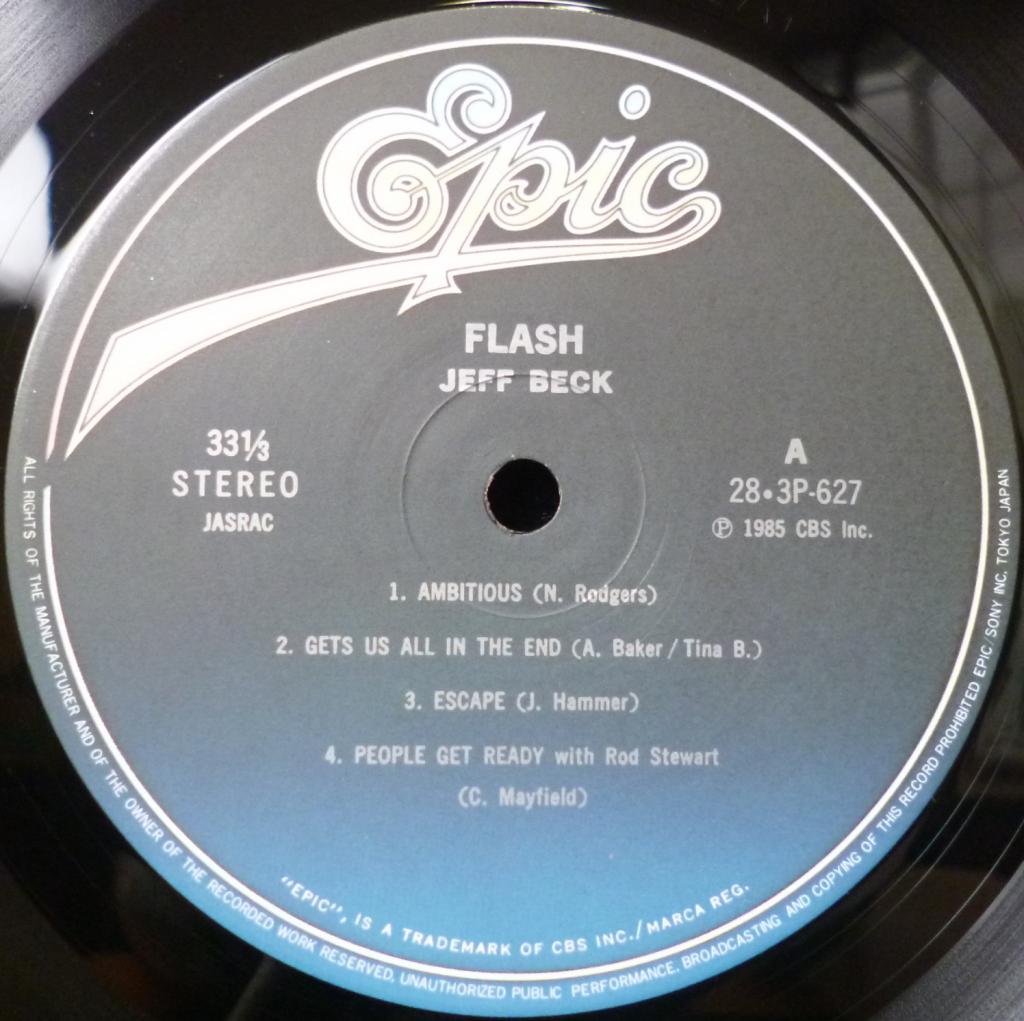 Epic
FLASH
JEFF BECK
33⅓
STEREO
JASRAC
A
28•3P-627
Ⓟ 1985 CBS Inc.
1. AMBITIOUS (N. Rodgers)
2. GETS US ALL IN THE END (A. Baker / Tina B.)
3. ESCAPE (J. Hammer)
4. PEOPLE GET READY with Rod Stewart
(C. Mayfield)
"EPIC", IS A TRADEMARK OF CBS INC./MARCA REG.
ALL RIGHTS OF THE MANUFACTURER AND OF THE OWNER OF THE RECORDED WORK RESERVED. UNAUTHORIZED PUBLIC PERFORMANCE. BROADCASTING AND COPYING OF THIS RECORD PROHIBITED EPIC/SONY INC. TOKYO JAPAN